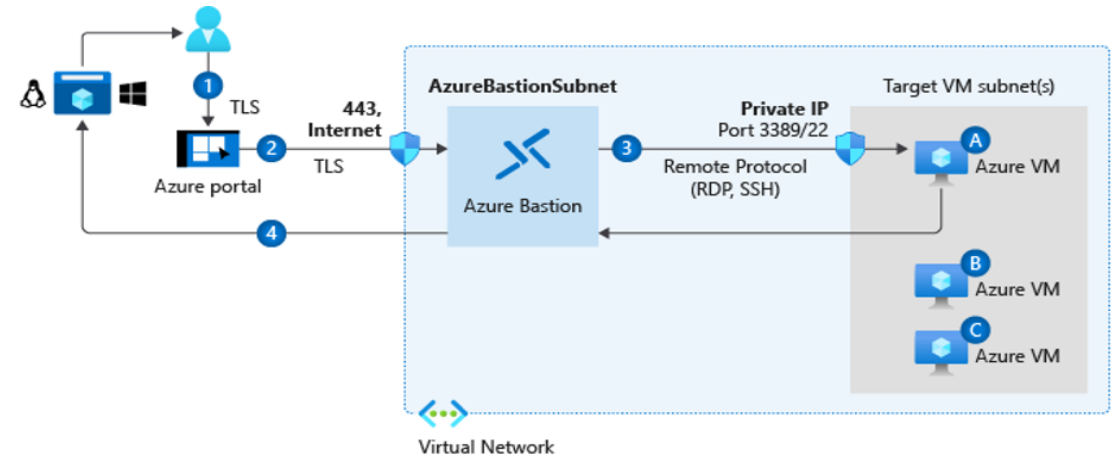 1
TLS
Azure portal
2
443,
Internet
TLS
AzureBastionSubnet
Azure Bastion
3
Private IP
Port 3389/22
Remote Protocol
(RDP, SSH)
Target VM subnet(s)
A
Azure VM
B
Azure VM
C
Azure VM
4
Virtual Network